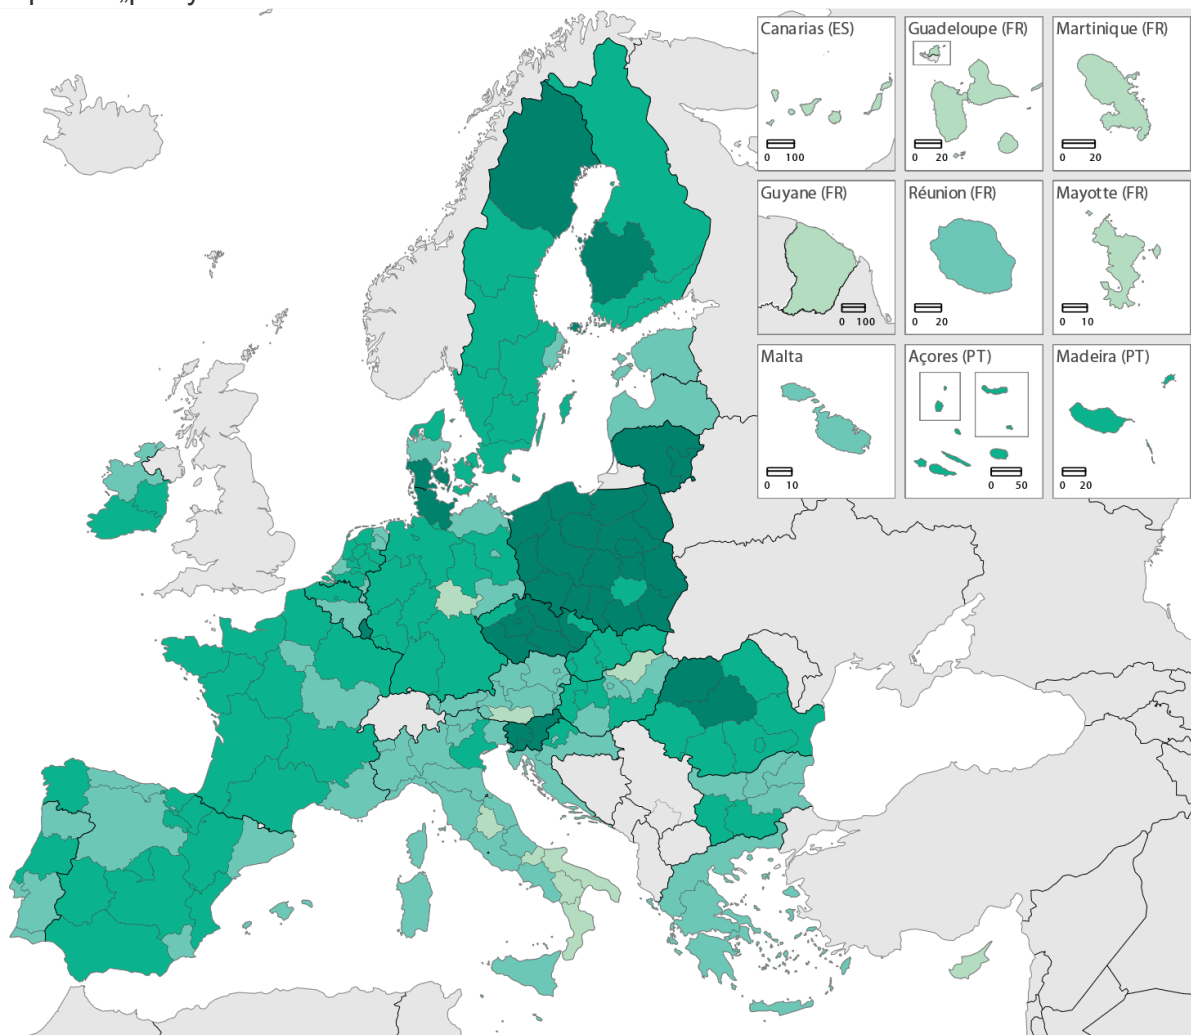 Canarias (ES)
0 100
Guadeloupe (FR)
0 20
Martinique (FR)
0 20
Guyane (FR)
0 100
Réunion (FR)
0 20
Mayotte (FR)
0 10
Malta
0 10
Açores (PT)
0 50
Madeira (PT)
0 20